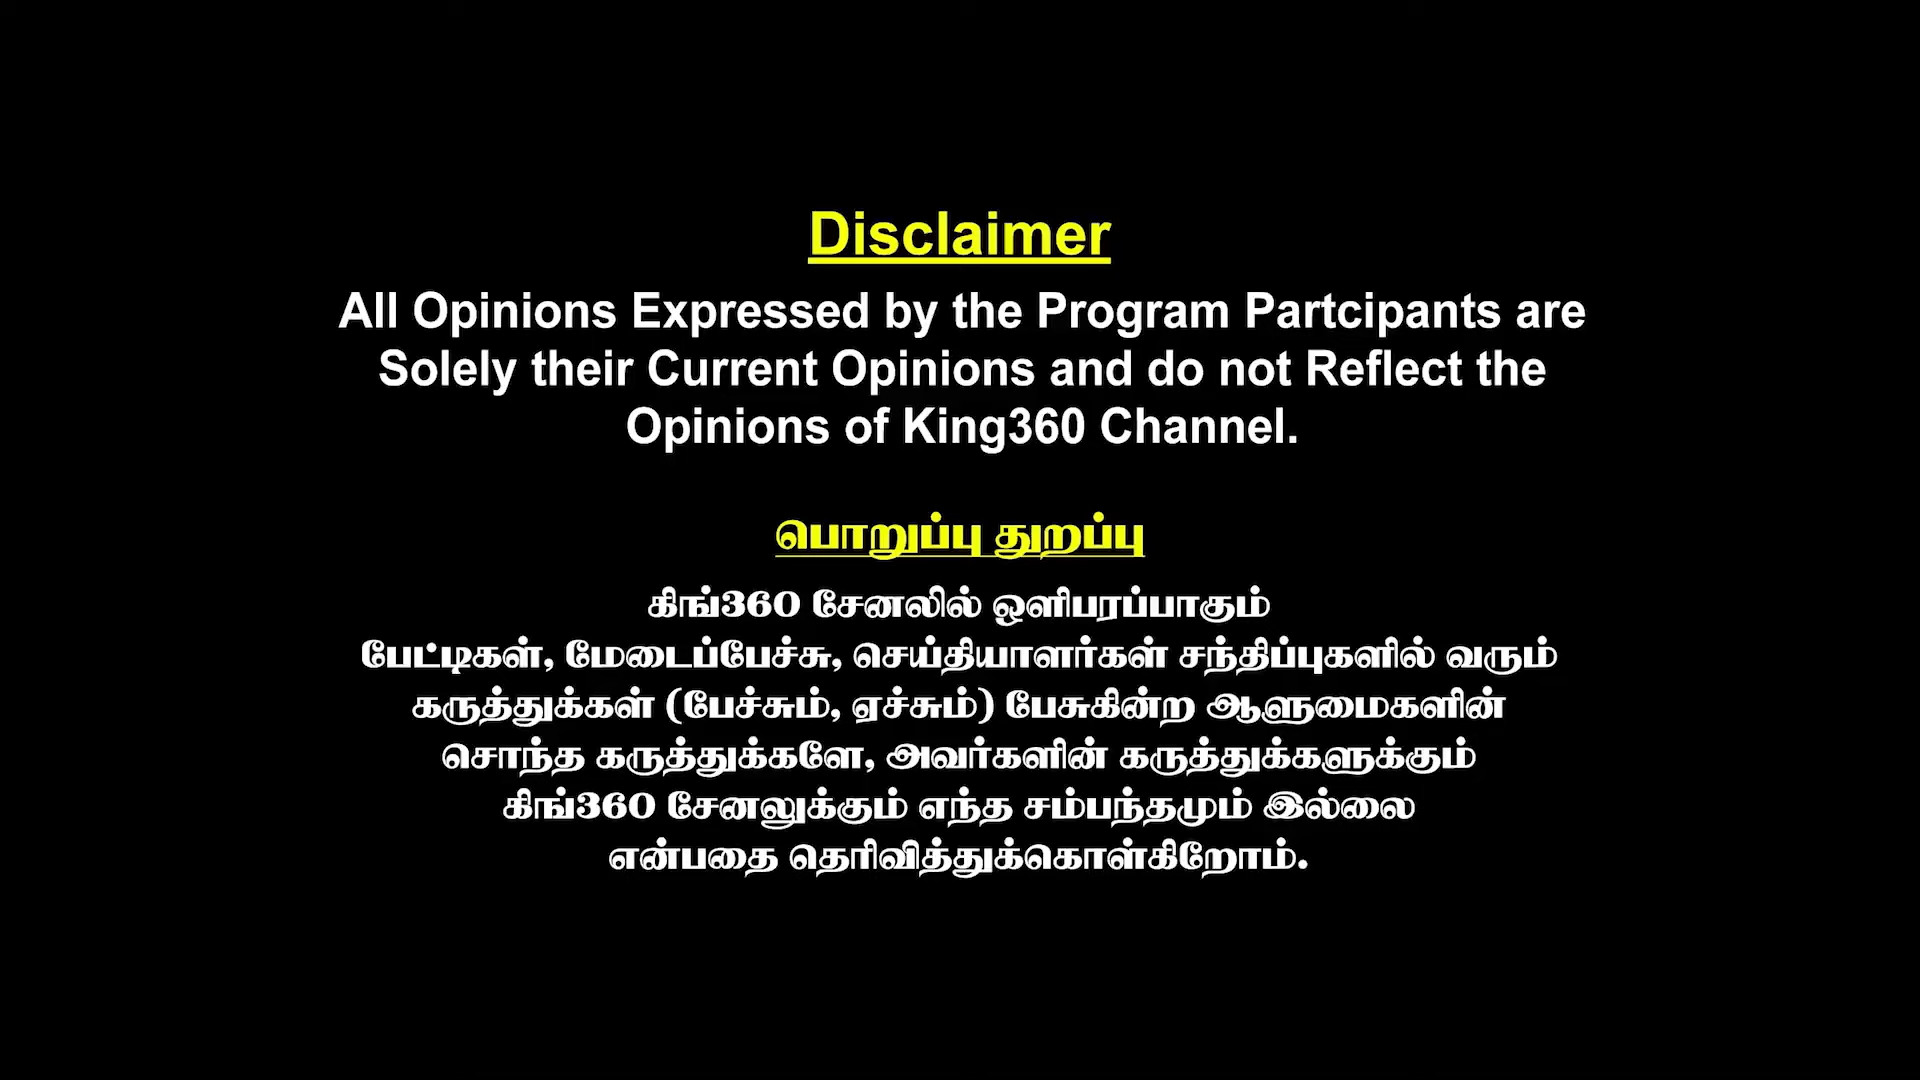 Disclaimer
All Opinions Expressed by the Program Partcipants are
Solely their Current Opinions and do not Reflect the
Opinions of King360 Channel.
பொறுப்பு துறப்பு
கிங்360 சேனலில் ஒளிபரப்பாகும்
பேட்டிகள், மேடைப்பேச்சு, செய்தியாளர்கள் சந்திப்புகளில் வரும்
கருத்துக்கள் (பேச்சும், ஏச்சும்) பேசுகின்ற ஆளுமைகளின்
சொந்த கருத்துக்களே, அவர்களின் கருத்துக்களுக்கும்
கிங்360 சேனலுக்கும் எந்த சம்பந்தமும் இல்லை
என்பதை தெரிவித்துக்கொள்கிறோம்.